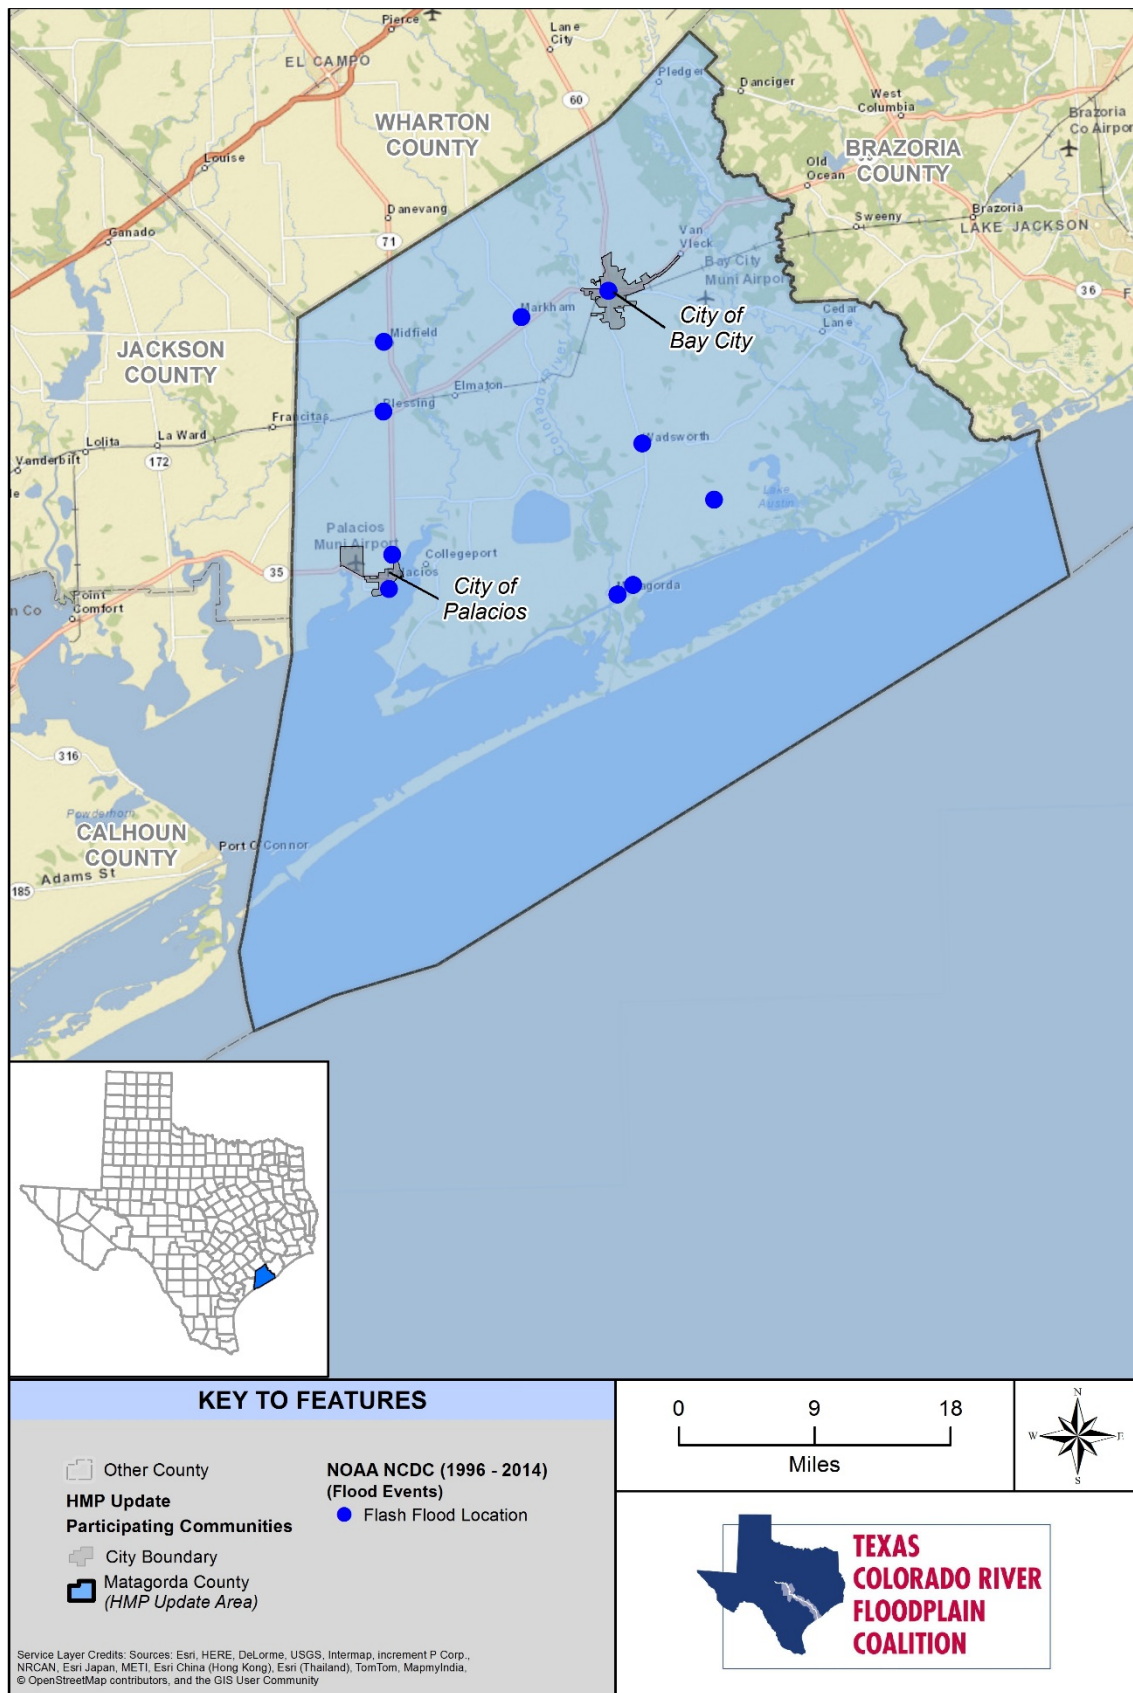 Pierce
Lane
City
EL CAMPO
Pledger
Danciger
60
West
Columbia
WHARTON
COUNTY
Brazoria
Co Airport
BRAZORIA
COUNTY
Louise
Old
Ocean
Danevang
Sweeny
Brazoria
Ganado
71
Van
Vleck
LAKE JACKSON
Bay City
Muni Airport
36
F
Markham
City of
Bay City
Cedar
Lane
Midfield
JACKSON
COUNTY
Colorado River
Elmaton
Blessing
Francitas
La Ward
Lolita
Wadsworth
Vanderbilt
172
le
Lake
Austin
Palacios
Muni Airport
Collegeport
35
Palacios
City of
Palacios
Matagorda
Point
Comfort
n Co
316
Powderhorn
CALHOUN
COUNTY
Port O'Connor
Adams St
185
KEY TO FEATURES
Other County
HMP Update
Participating Communities
City Boundary
Matagorda County
(HMP Update Area)
NOAA NCDC (1996 - 2014)
(Flood Events)
Flash Flood Location
Service Layer Credits: Sources: Esri, HERE, DeLorme, USGS, Intermap, increment P Corp.,
NRCAN, Esri Japan, METI, Esri China (Hong Kong), Esri (Thailand), TomTom, MapmyIndia,
© OpenStreetMap contributors, and the GIS User Community
0 9 18
Miles
N
W E
S
TEXAS
COLORADO RIVER
FLOODPLAIN
COALITION